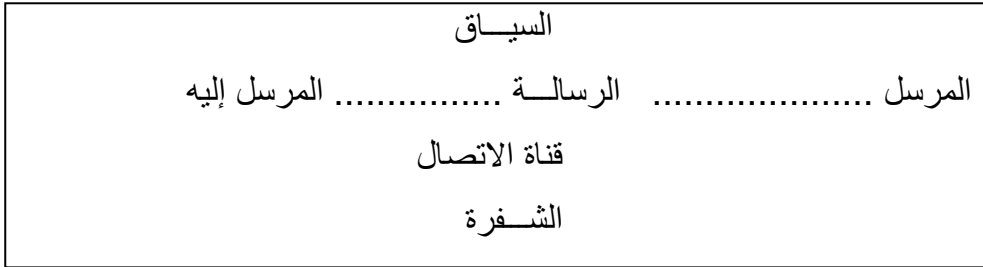 السيـــاق
المرسل ..................... الرسالـــة ................ المرسل إليه
قناة الاتصال
الشـــفرة